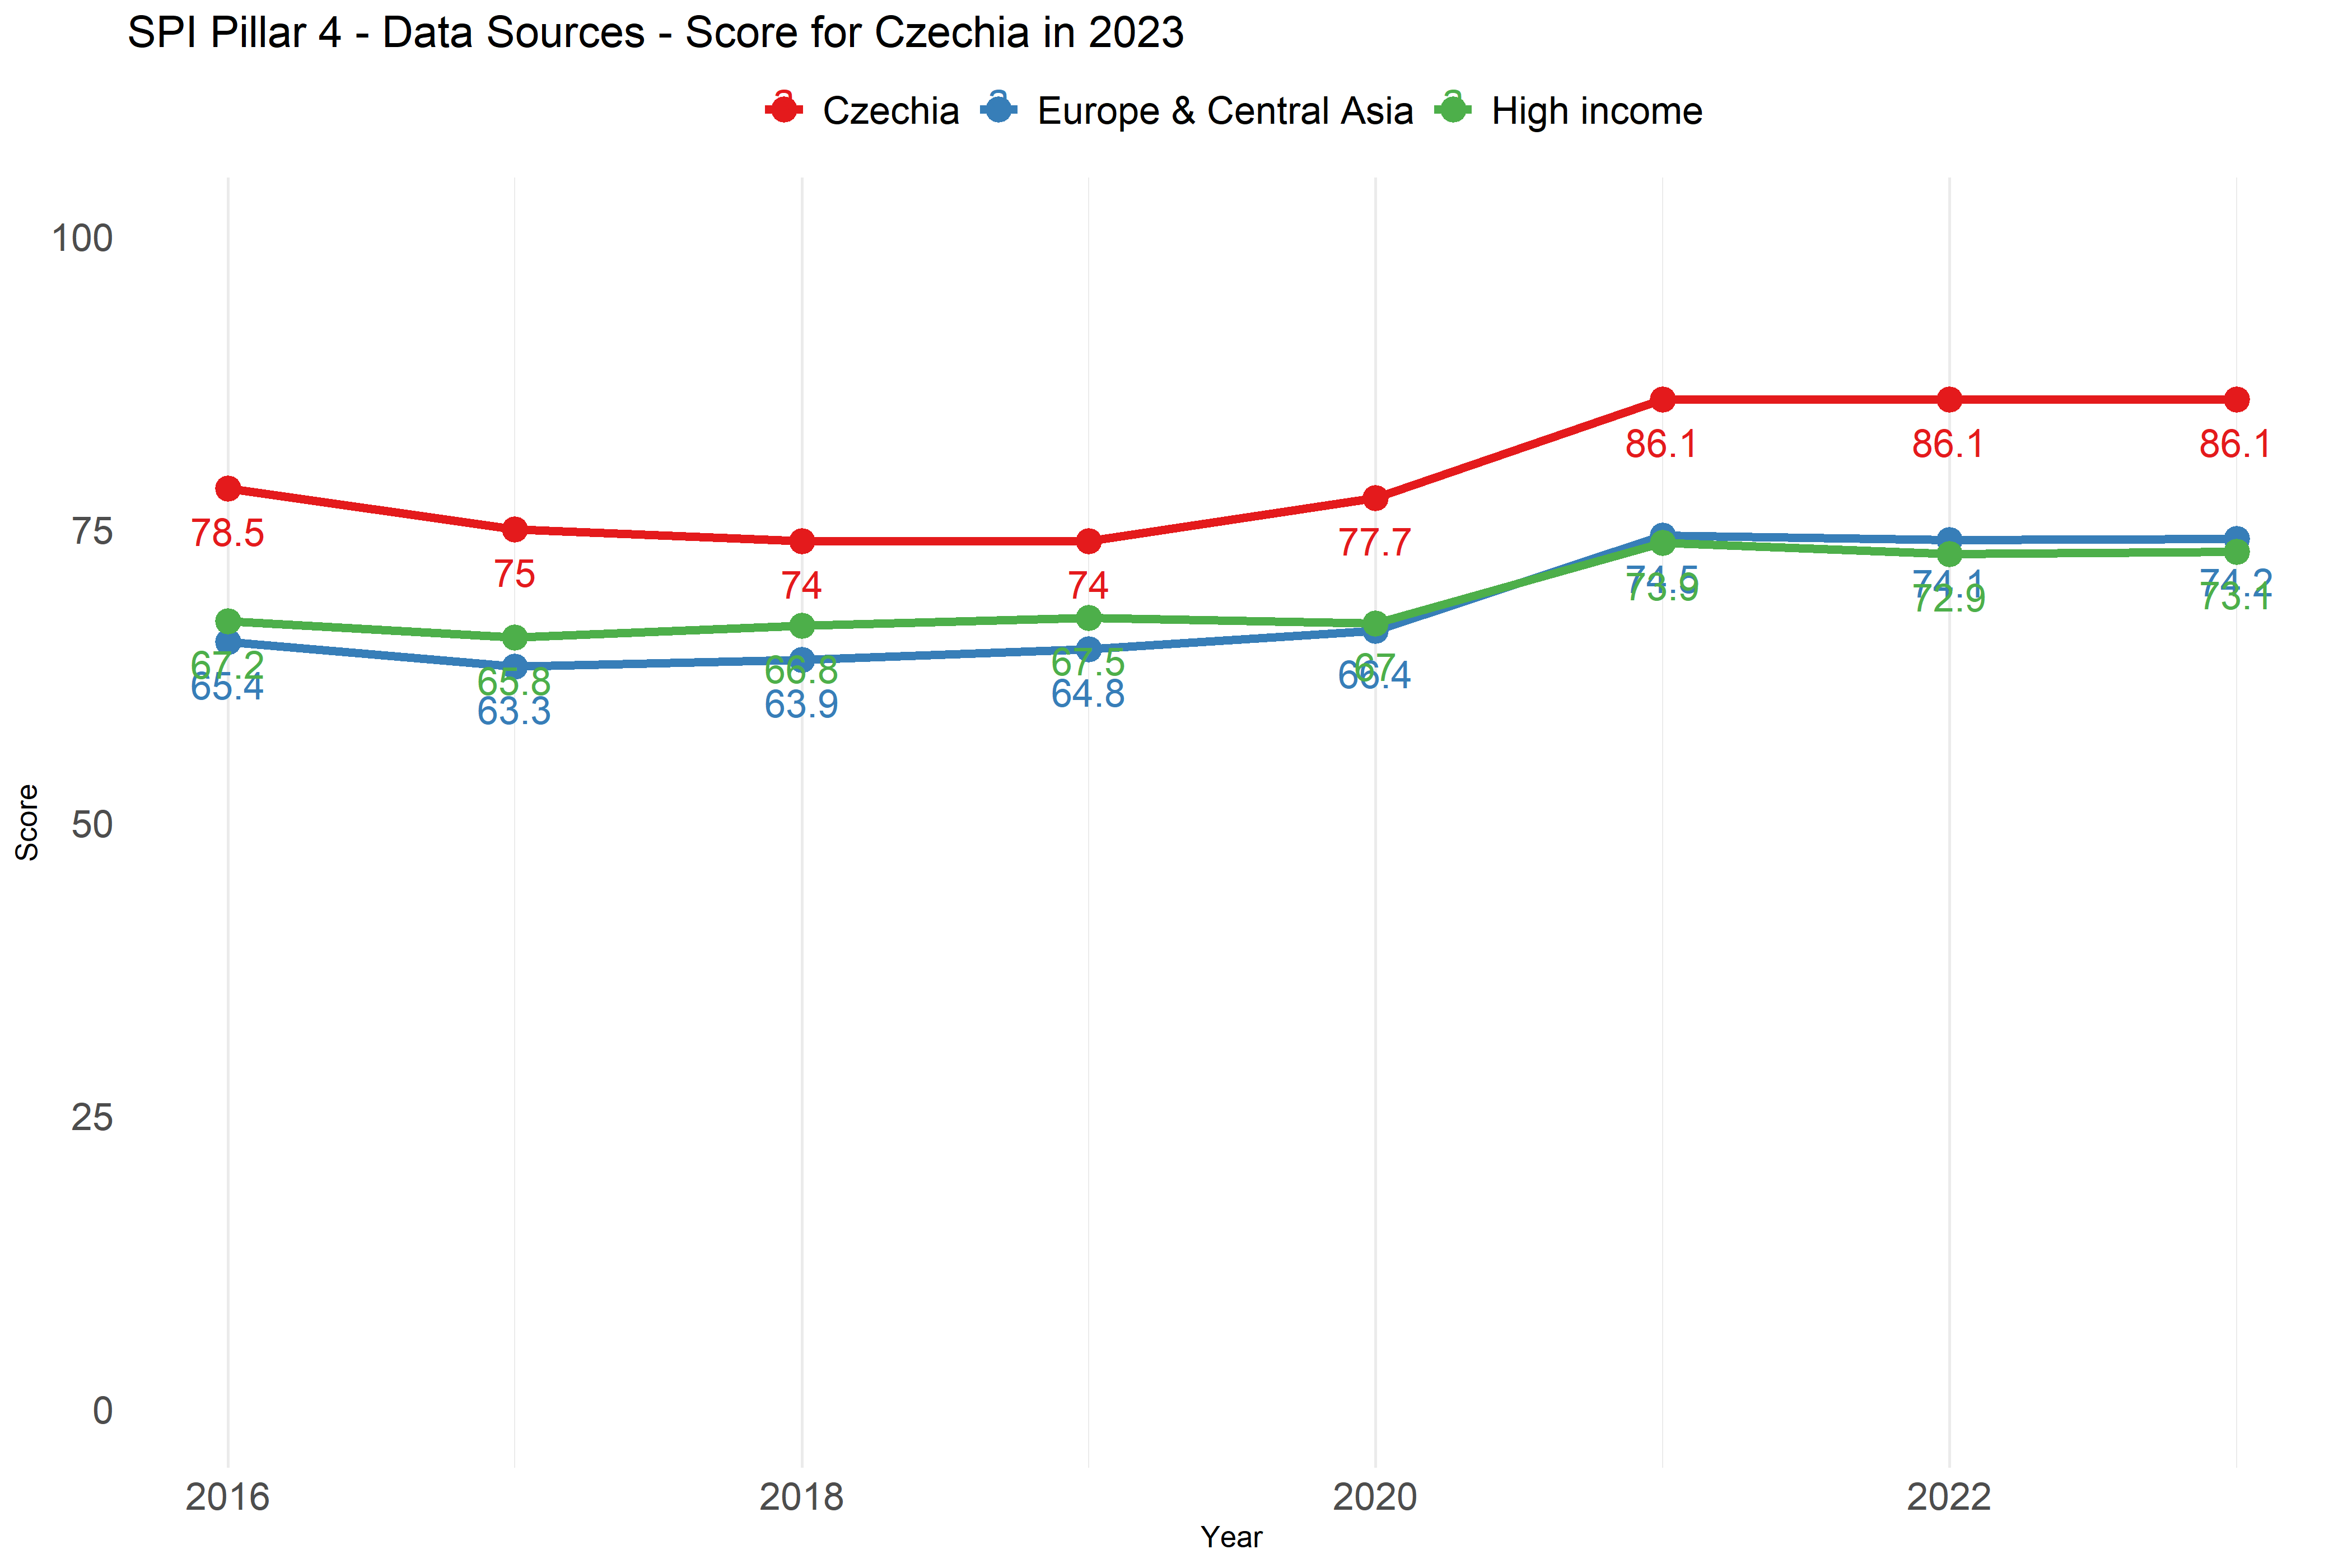 SPI Pillar 4 - Data Sources - Score for Czechia in 2023
Czechia Europe & Central Asia High income
100
75
50
25
0
Score
78.5 75 74 74 77.7 86.1 86.1 86.1
67.2 65.8 66.8 67.5 67 73.9 72.9 73.1
65.4 63.3 63.9 64.8 66.4 74.5 74.1 74.2
2016 2018 2020 2022
Year